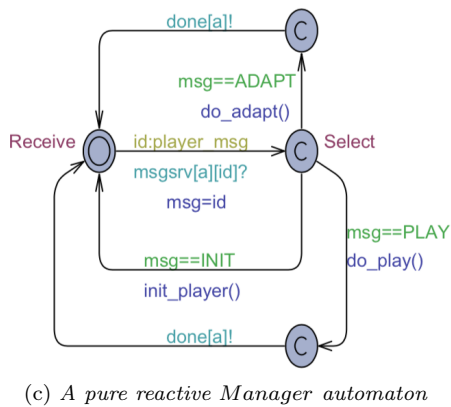 done[a]!
C
msg==ADAPT
do_adapt()
Receive
id:player_msg
C
Select
msgsrv[a][id]?
msg=id
msg==PLAY
do_play()
msg==INIT
init_player()
done[a]!
C
(c) A pure reactive Manager automaton